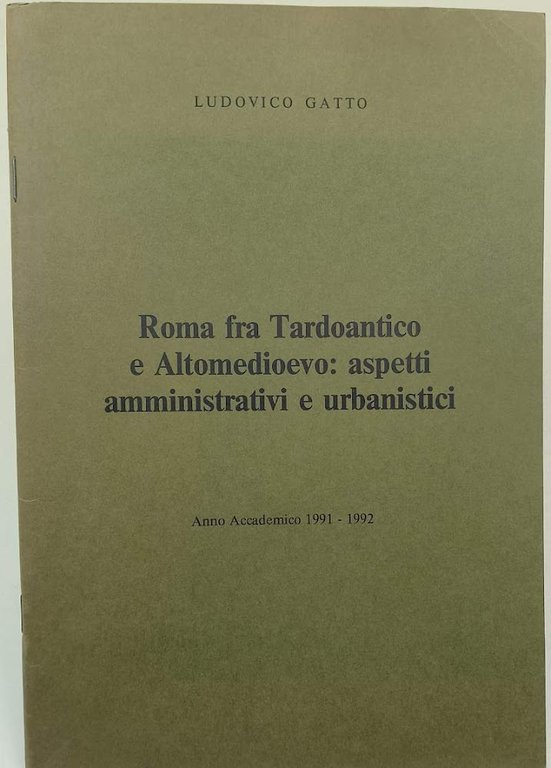 LUDOVICO GATTO
Roma fra Tardoantico
e Altomedioevo: aspetti
amministrativi e urbanistici
Anno Accademico 1991 - 1992